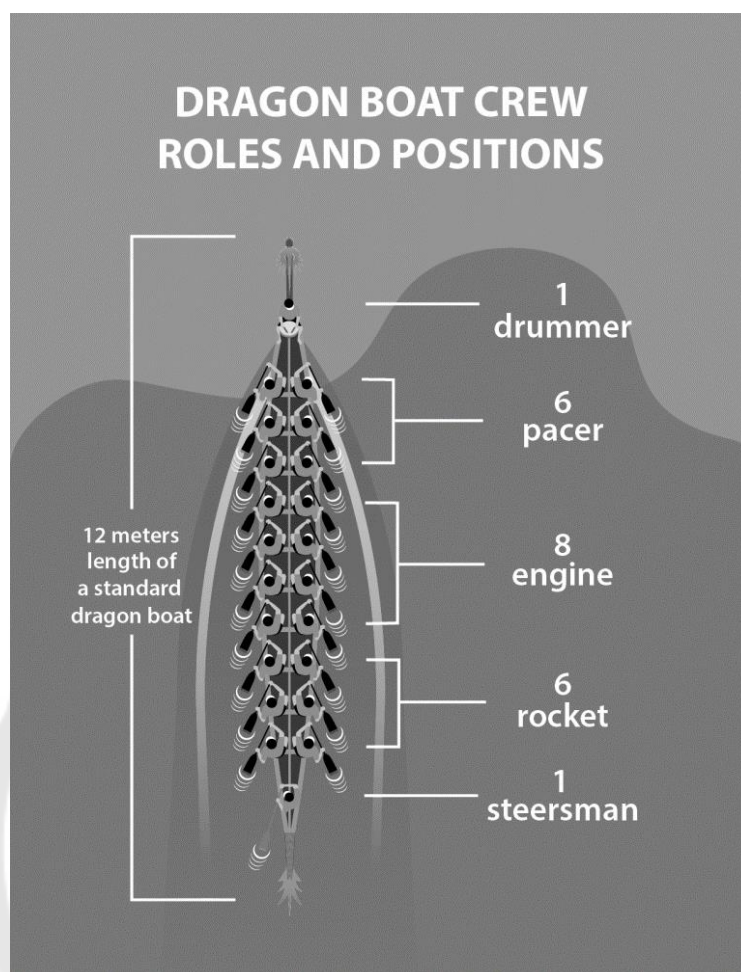 DRAGON BOAT CREW
ROLES AND POSITIONS
1
drummer
6
pacer
12 meters
length of
a standard
dragon boat
8
engine
6
rocket
1
steersman